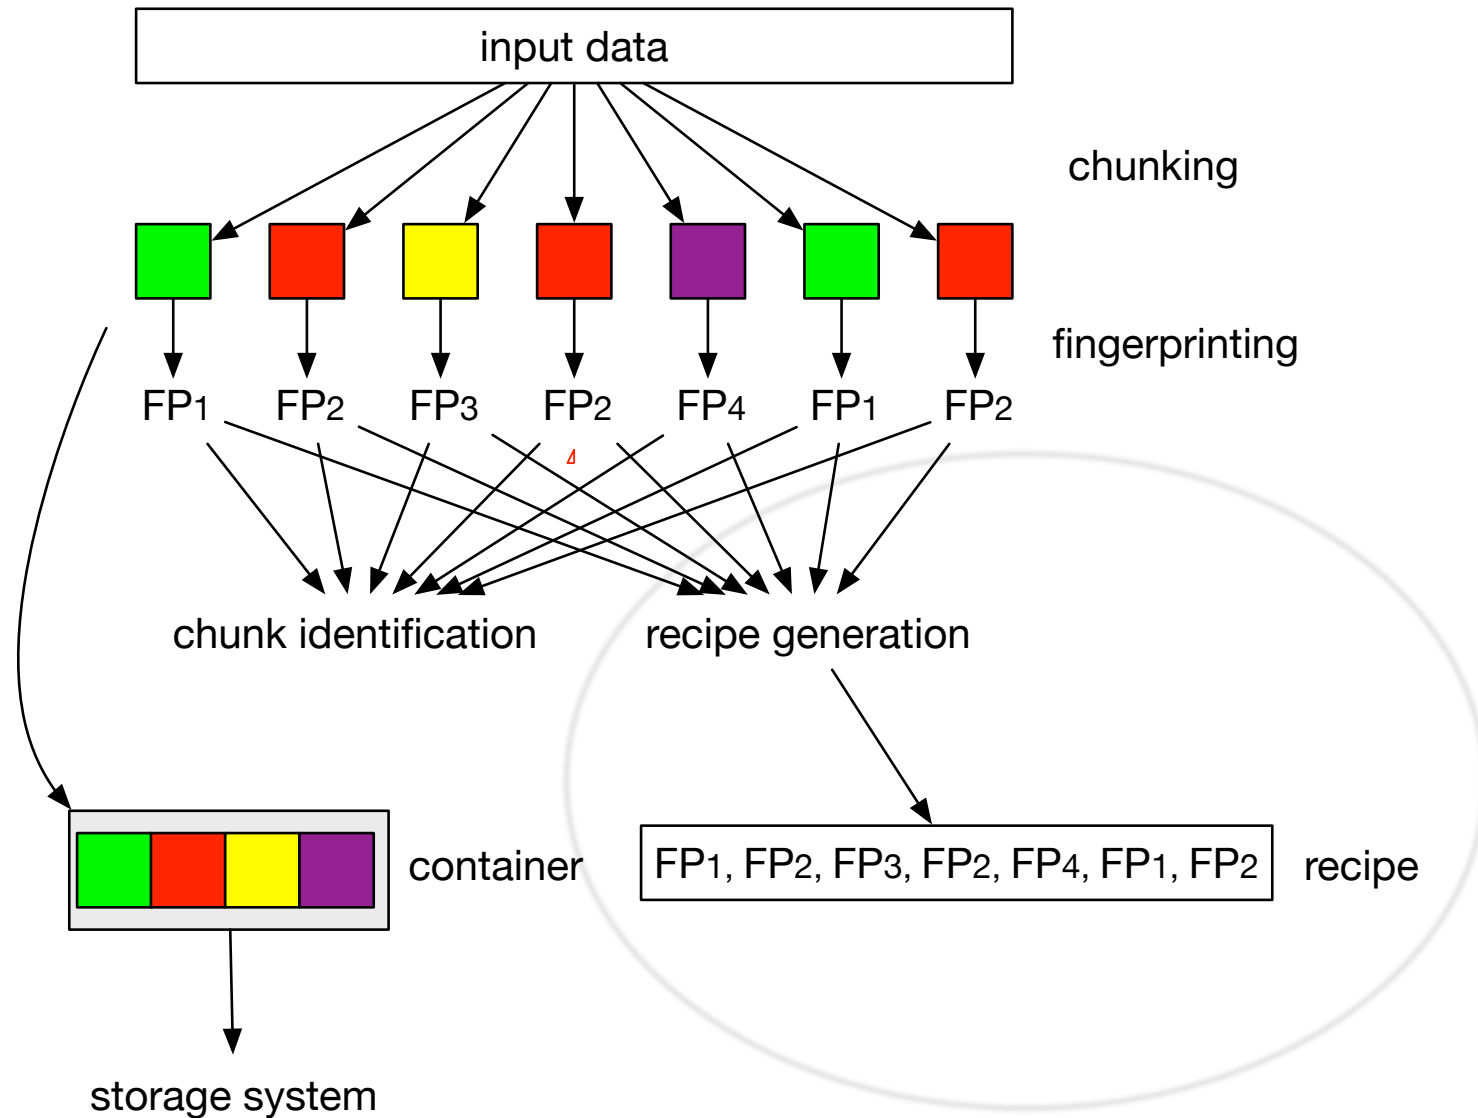 input data
chunking
fingerprinting
FP1 FP2 FP3 FP2 FP4 FP1 FP2
chunk identification
recipe generation
container
FP1, FP2, FP3, FP2, FP4, FP1, FP2
recipe
storage system